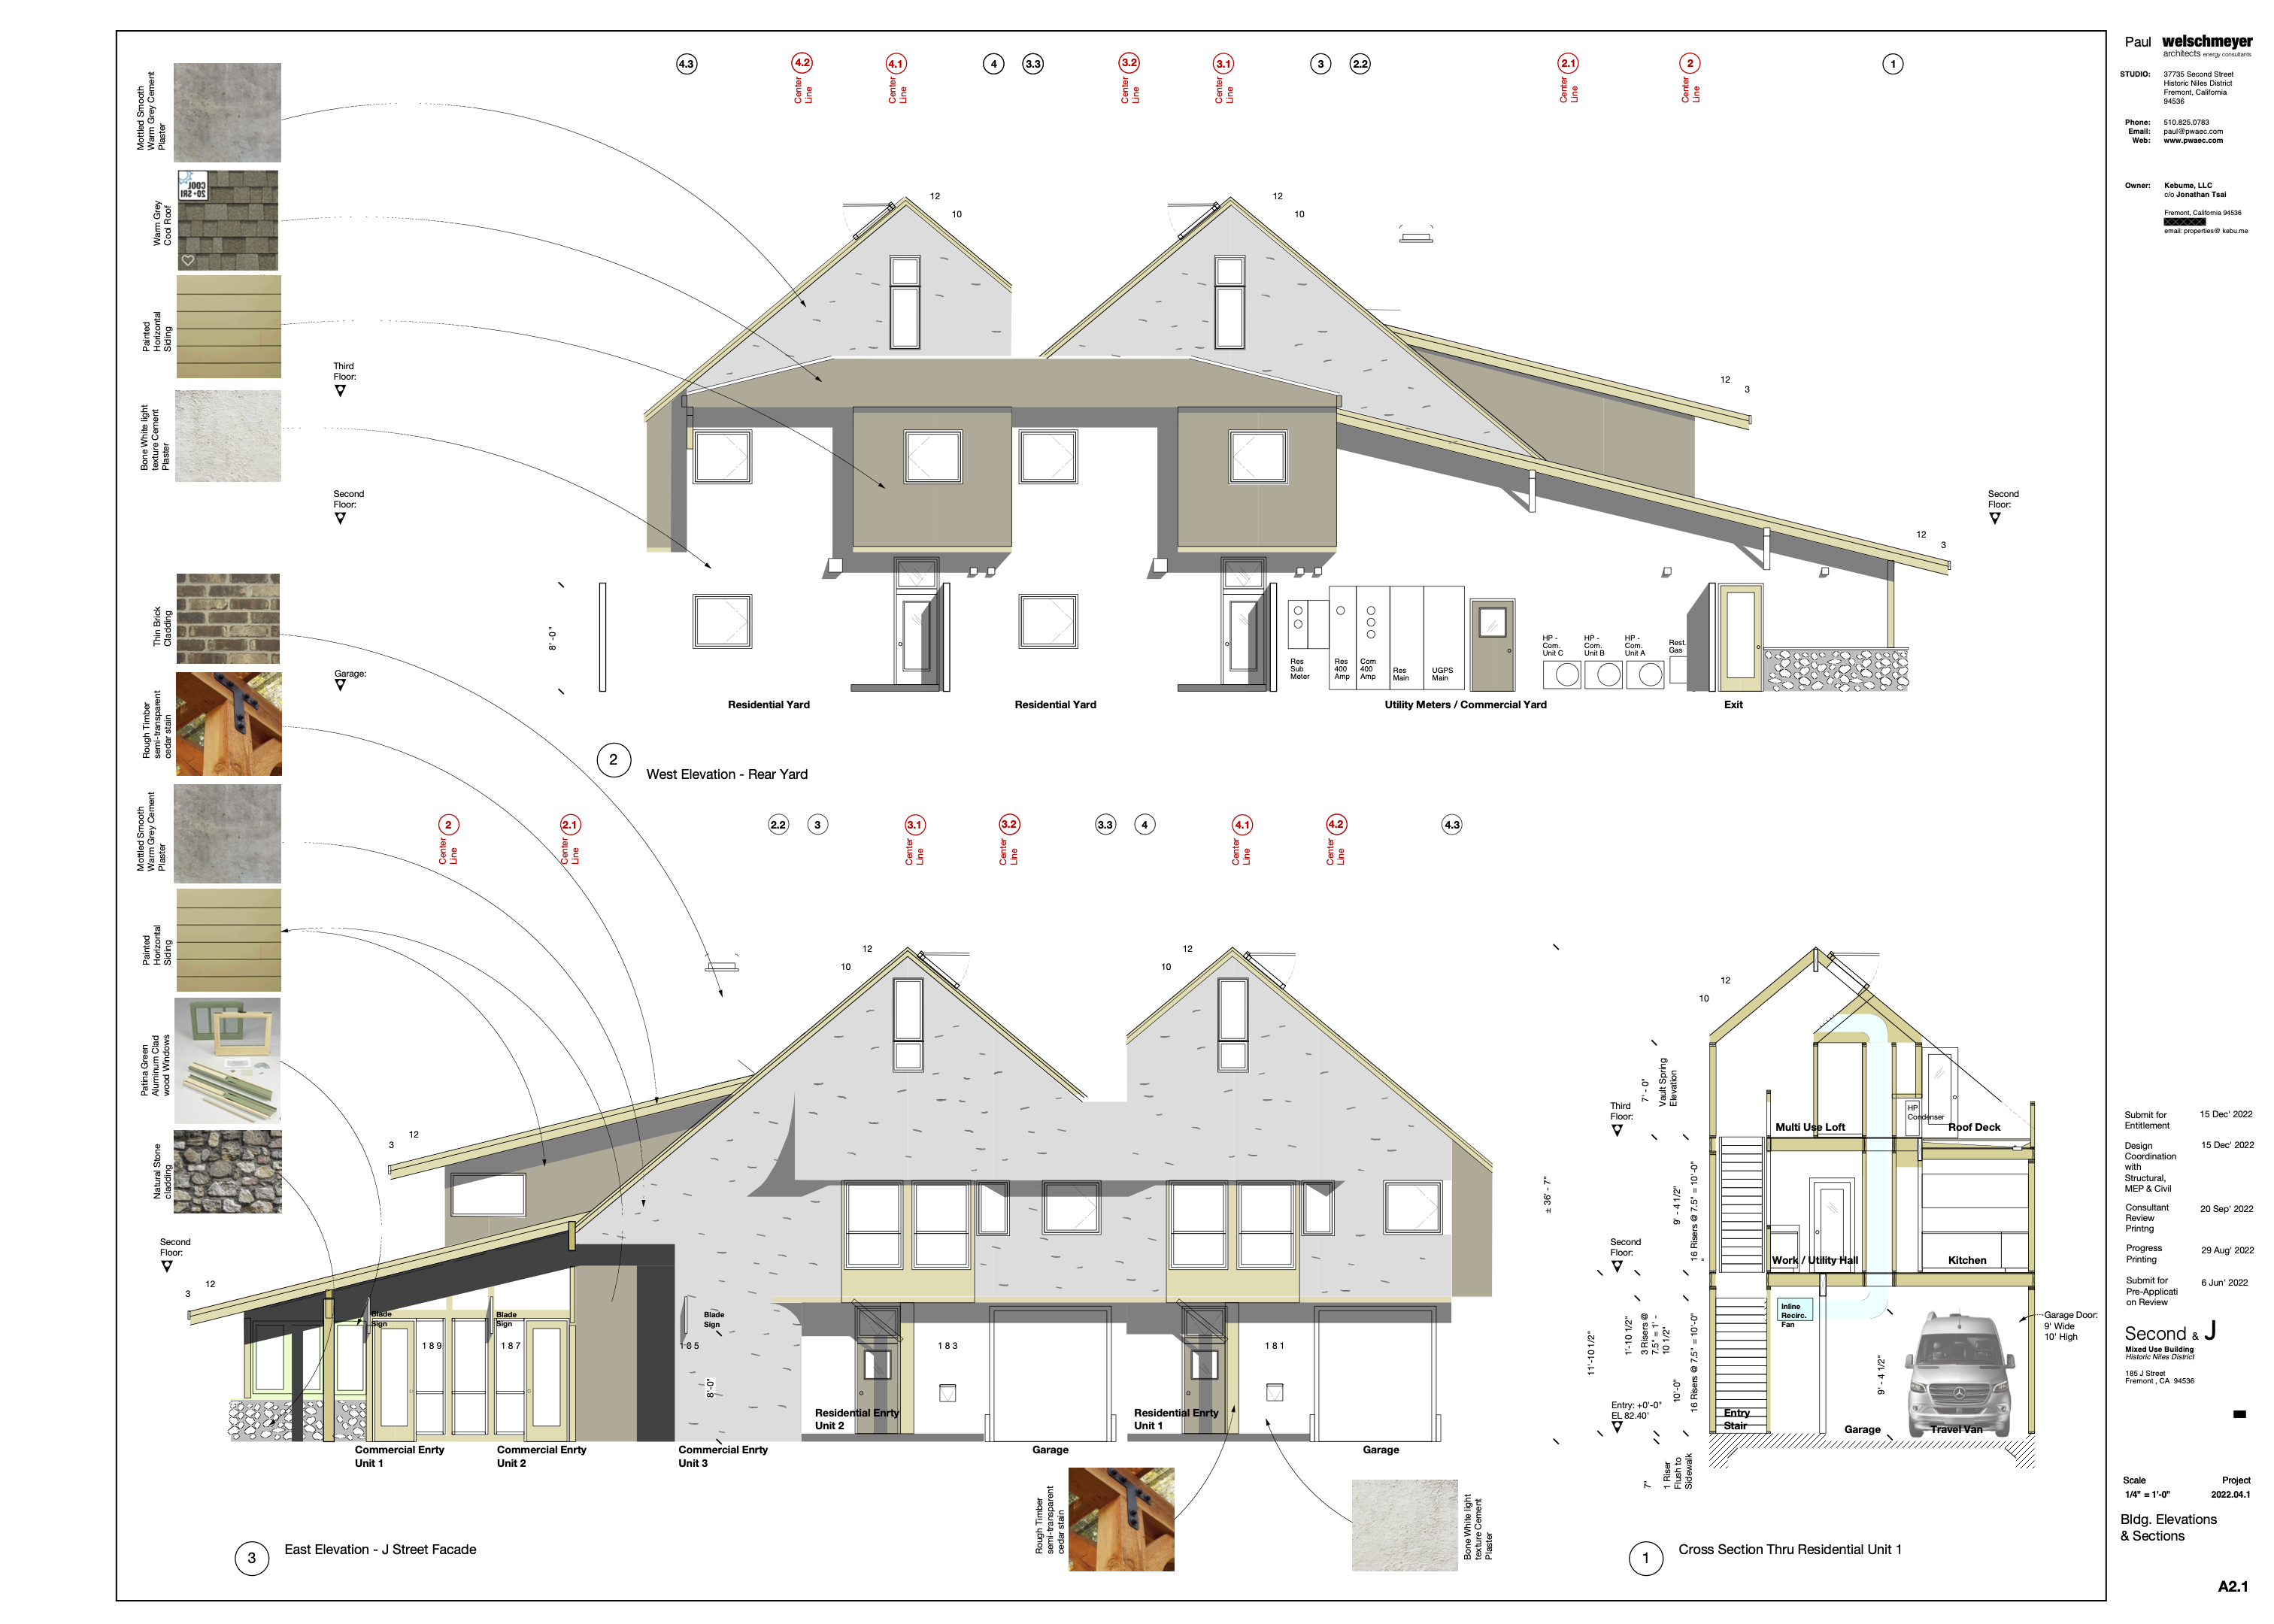 4.3
4.2
4.1
4
3.3
3.2
3.1
3
2.2
2.1
2
1
Center
Line
Center
Line
Center
Line
Center
Line
Center
Line
Center
Line
Mottled Smooth
Warm Grey Cement
Plaster
Warm Grey
Cool Roof
COOL
20+ SRI
Painted
Horizontal
Siding
Bone White light
texture Cement
Plaster
Thin Brick
Cladding
Rough Timber
semi-transparent
cedar stain
Mottled Smooth
Warm Grey Cement
Plaster
Painted
Horizontal
Siding
Patina Green
Aluminum Clad
wood Windows
Natural Stone
cladding
Third
Floor:
Second
Floor:
Garage:
8' -0"
12
10
12
10
12
3
12
3
Second
Floor:
Res
Sub
Meter
Res
400
Amp
Com
400
Amp
Res
Main
UGPS
Main
HP -
Com.
Unit C
HP -
Com.
Unit B
HP -
Com.
Unit A
Rest.
Gas
Residential Yard
Residential Yard
Utility Meters / Commercial Yard
Exit
2
West Elevation - Rear Yard
2
2.1
2.2
3
3.1
3.2
3.3
4
4.1
4.2
4.3
Center
Line
Center
Line
Center
Line
Center
Line
Center
Line
Center
Line
12
10
12
10
12
3
12
3
Second
Floor:
Blade
Sign
Blade
Sign
Blade
Sign
1 8 9
1 8 7
1 8 5
1 8 3
1 8 1
8'-0"
Residential Enrty
Unit 2
Residential Enrty
Unit 1
Commercial Enrty
Unit 1
Commercial Enrty
Unit 2
Commercial Enrty
Unit 3
Garage
Garage
Rough Timber
semi-transparent
cedar stain
Bone White light
texture Cement
Plaster
3
East Elevation - J Street Facade
12
10
± 36' - 7"
7' - 0"
Vault Spring
Elevation
Third
Floor:
9' - 4 1/2"
16 Risers @ 7.5" = 10'-0"
"
Second
Floor:
11'-10 1/2"
1'-10 1/2"
3 Risers @
7.5" = 1' -
10 1/2"
10'-0"
16 Risers @ 7.5" = 10'-0"
Entry: +0'-0"
EL 82.40'
7"
1 Riser
Flush to
Sidewalk
HP
Condenser
Multi Use Loft
Roof Deck
Work / Utility Hall
Kitchen
Inline
Recirc.
Fan
9' - 4 1/2"
Entry
Stair
Garage
Travel Van
Garage Door:
9' Wide
10' High
1
Cross Section Thru Residential Unit 1
Paul welschmeyer
architects energy consultants
STUDIO: 37735 Second Street
Historic Niles District
Fremont, California
94536
Phone: 510.825.0783
Email: paul@pwaec.com
Web: www.pwaec.com
Owner: Kebume, LLC
c/o Jonathan Tsai
Fremont, California 94536
email: properties@ kebu.me
Submit for
Entitlement
15 Dec' 2022
Design
Coordination
with
Structural,
MEP & Civil
15 Dec' 2022
Consultant
Review
Printng
20 Sep' 2022
Progress
Printing
29 Aug' 2022
Submit for
Pre-Applicati
on Review
6 Jun' 2022
Second & J
Mixed Use Building
Historic Niles District
185 J Street
Fremont , CA 94536
Scale
Project
1/4" = 1'-0"
2022.04.1
Bldg. Elevations
& Sections
A2.1